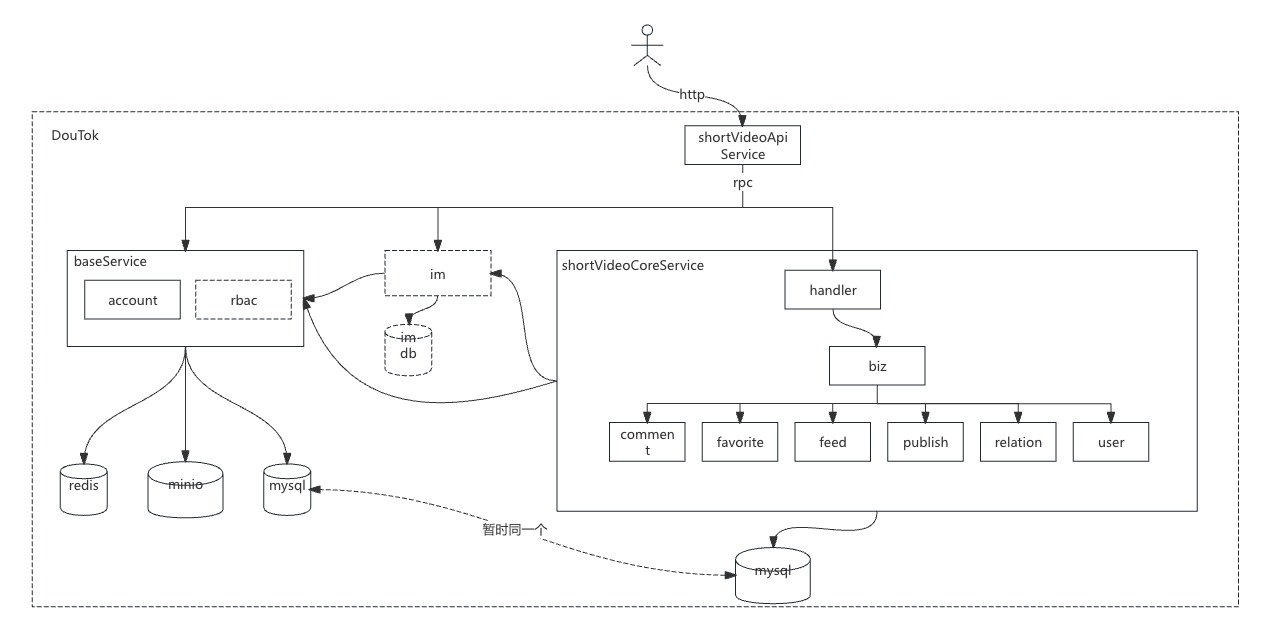 http
DouTok
shortVideoApi
Service
rpc
baseService
account
rbac
im
im
db
shortVideoCoreService
handler
biz
commen
t
favorite
feed
publish
relation
user
redis
minio
mysql
暂时同一个
mysql